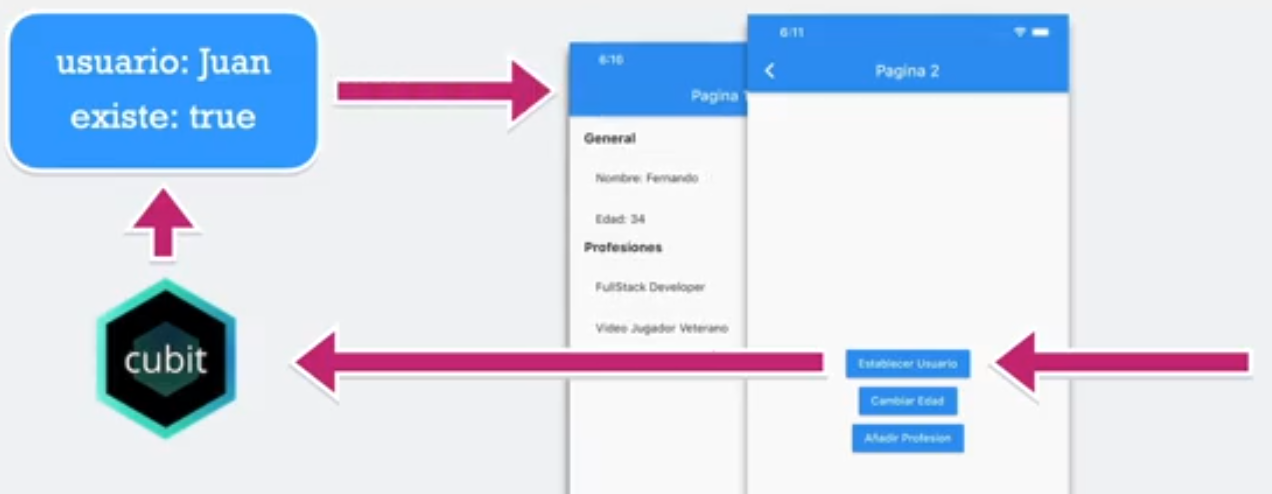 usuario: Juan
existe: true
cubit
6:16
Pagina 1
General
Nombre: Fernando
Edad: 34
Profesiones
FullStack Developer
Video Jugador Veterano
6:11
Pagina 2
Establecer Usuario
Cambiar Edad
Añadir Profesion